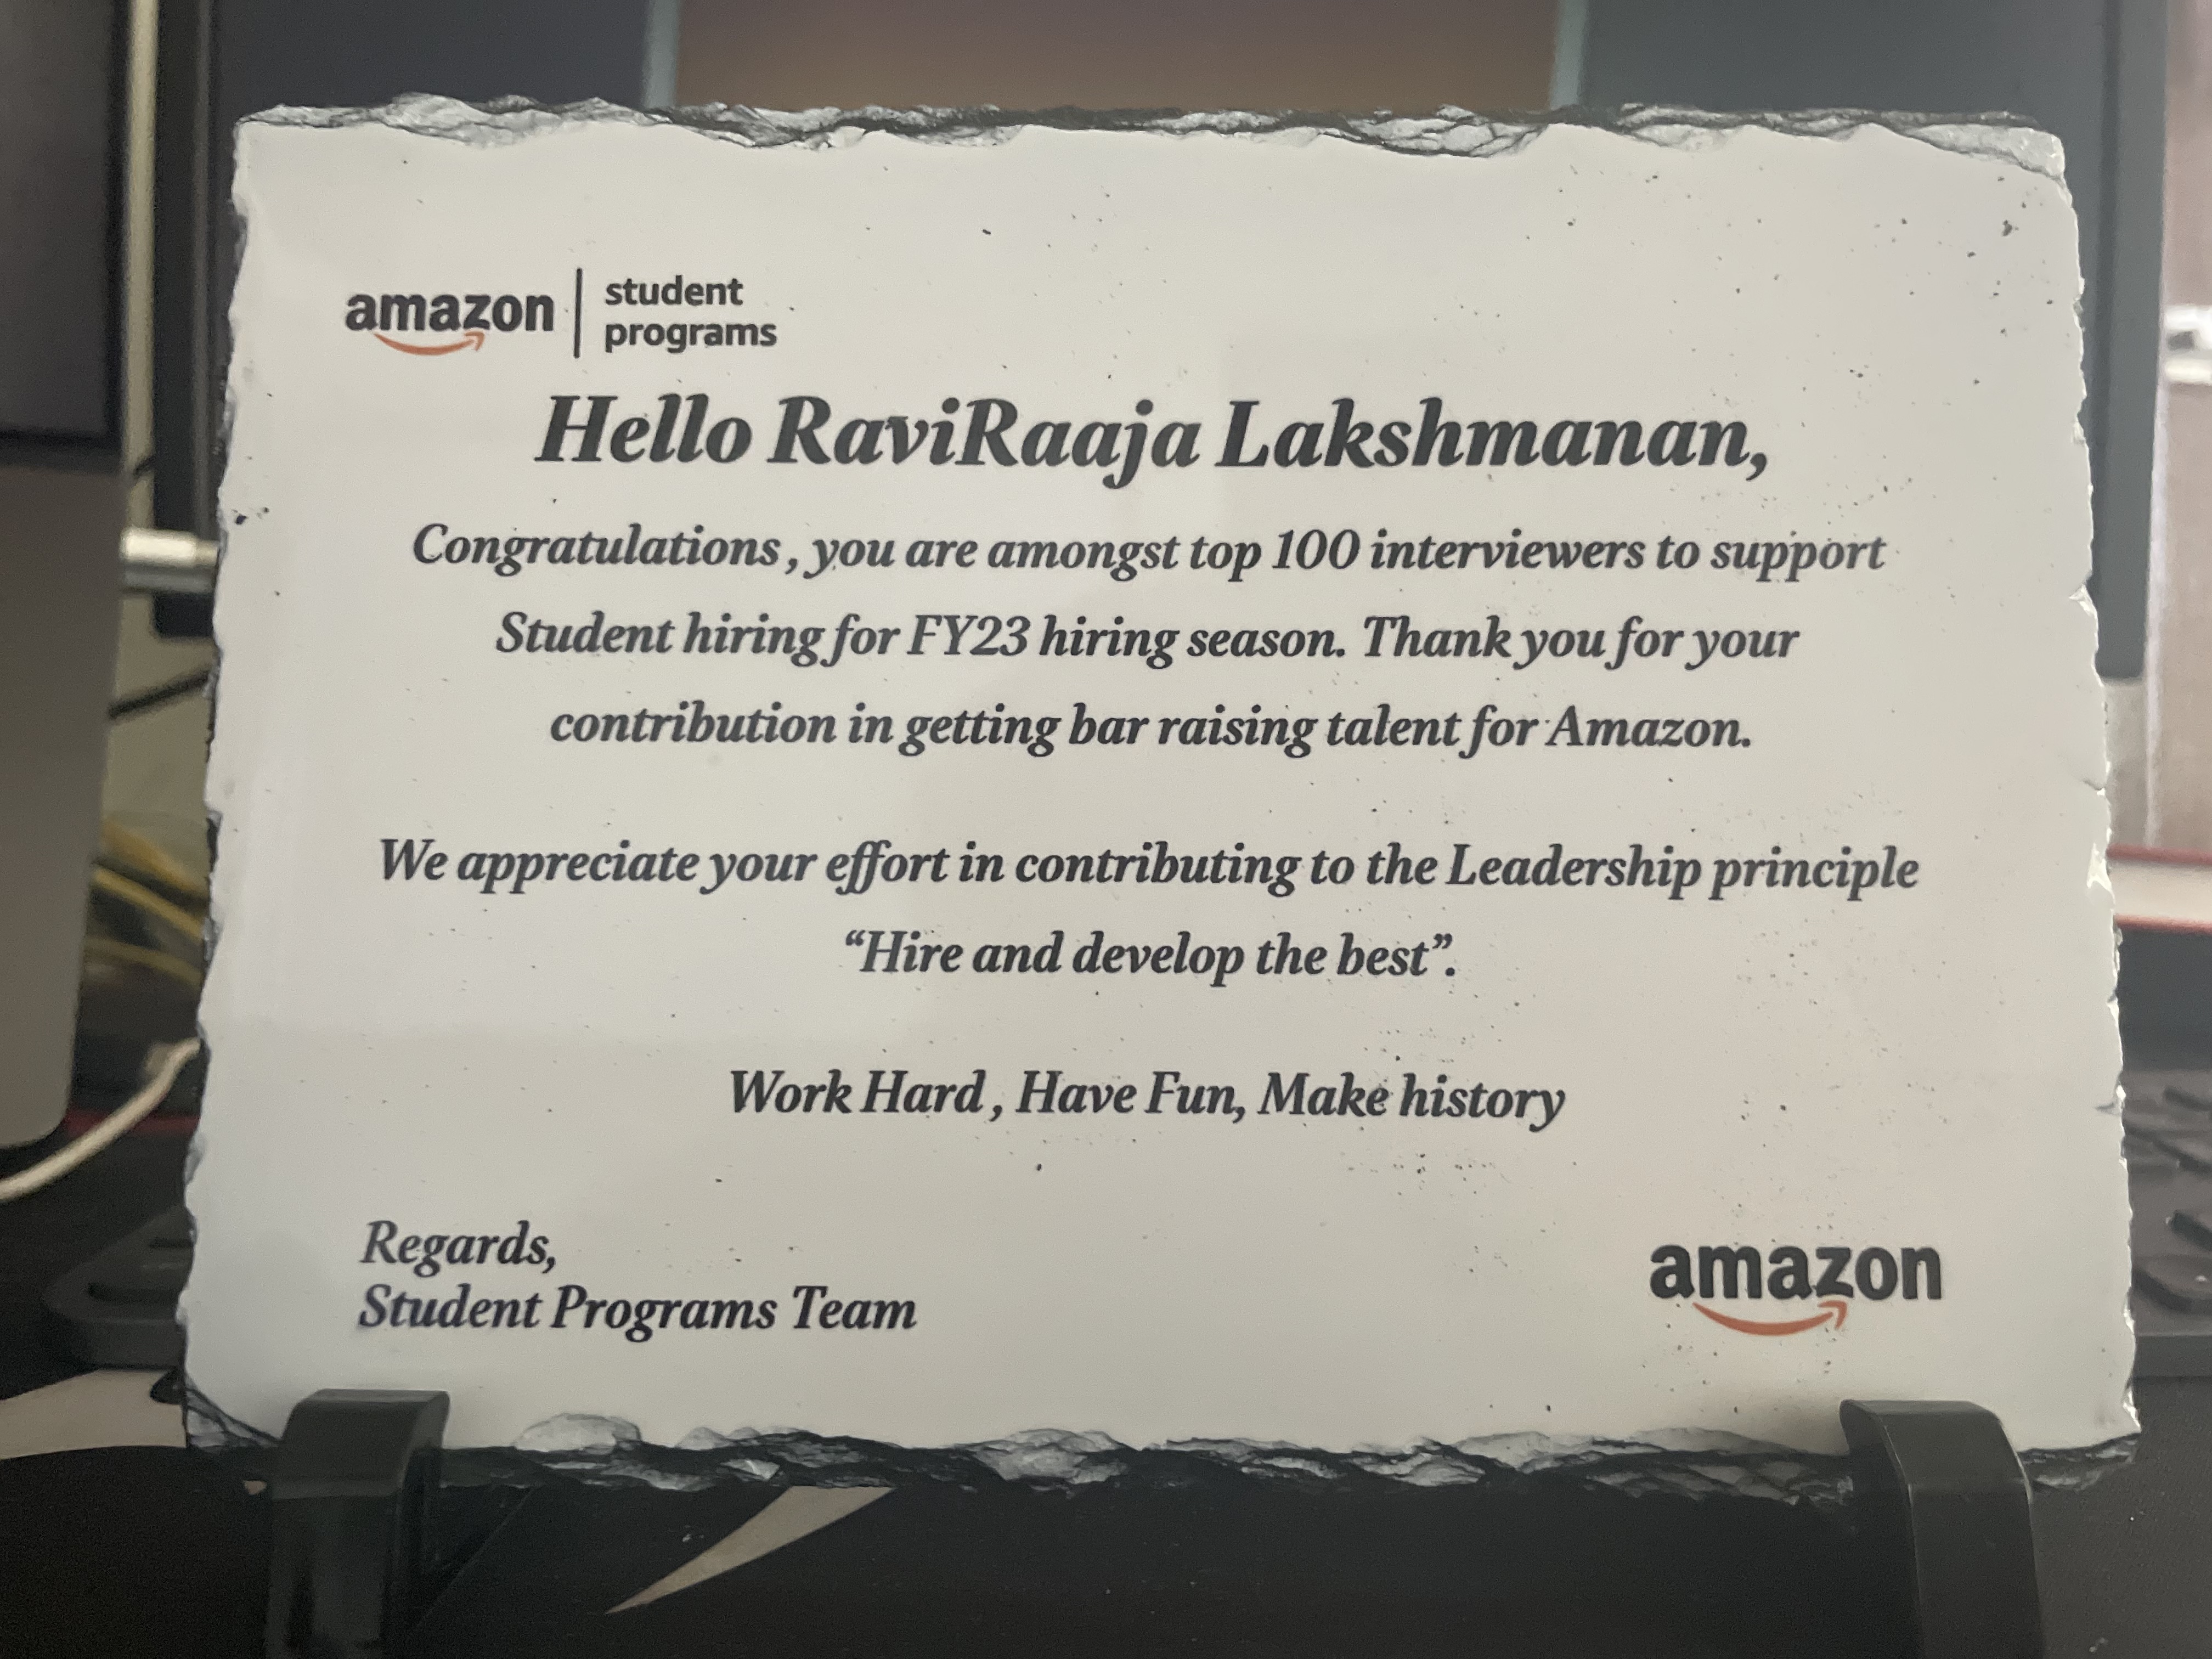 amazon
student
programs
Hello RaviRaaja Lakshmanan,
Congratulations , you are amongst top 100 interviewers to support
Student hiring for FY23 hiring season. Thank you for your
contribution in getting bar raising talent for Amazon.
We appreciate your effort in contributing to the Leadership principle
“Hire and develop the best”.
Work Hard , Have Fun, Make history
Regards,
Student Programs Team
amazon